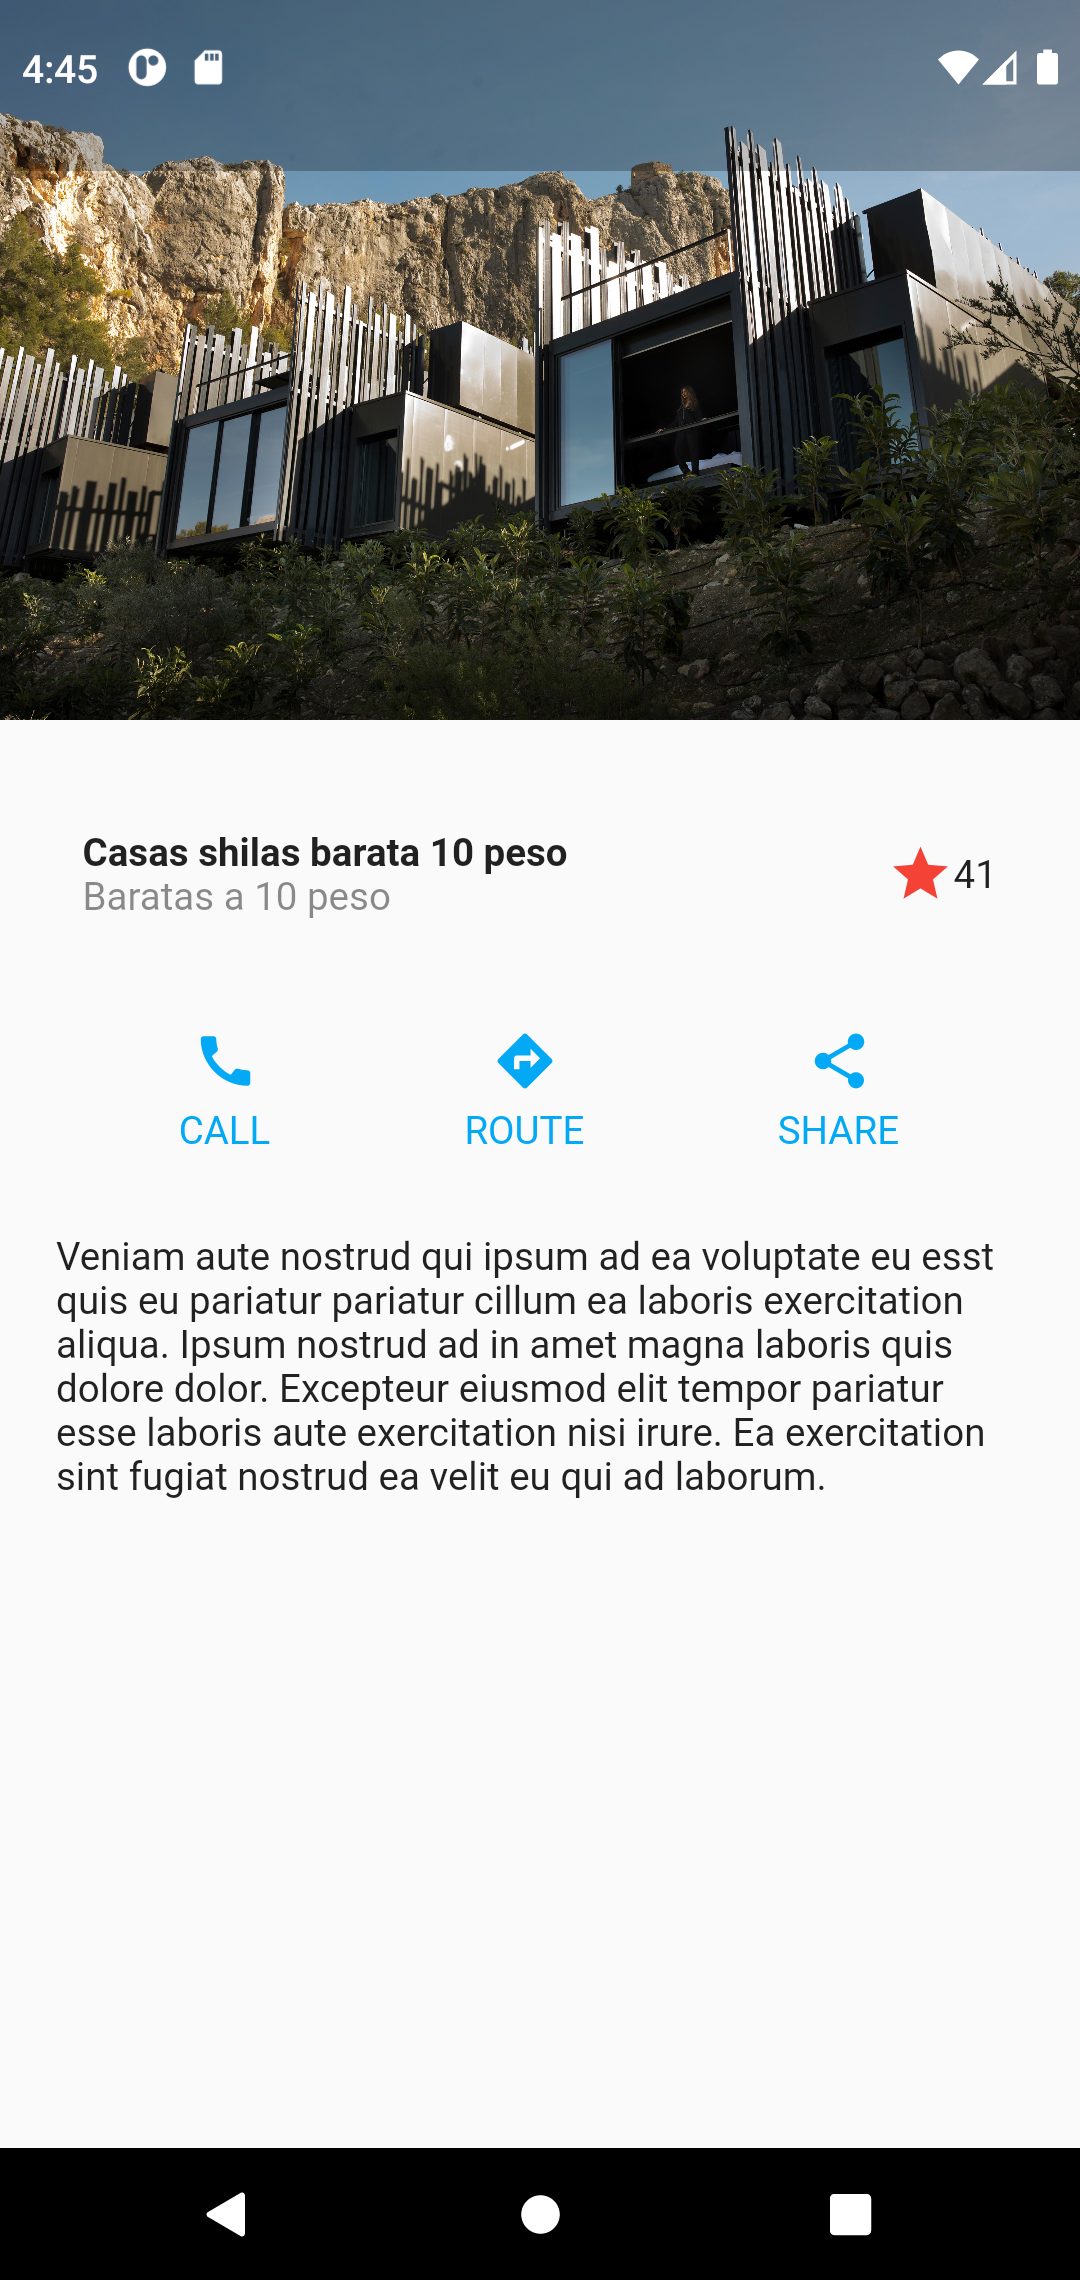 4:45
Casas shilas barata 10 peso
Baratas a 10 peso
41
CALL ROUTE SHARE
Veniam aute nostrud qui ipsum ad ea voluptate eu esst
quis eu pariatur pariatur cillum ea laboris exercitation
aliqua. Ipsum nostrud ad in amet magna laboris quis
dolore dolor. Excepteur eiusmod elit tempor pariatur
esse laboris aute exercitation nisi irure. Ea exercitation
sint fugiat nostrud ea velit eu qui ad laborum.